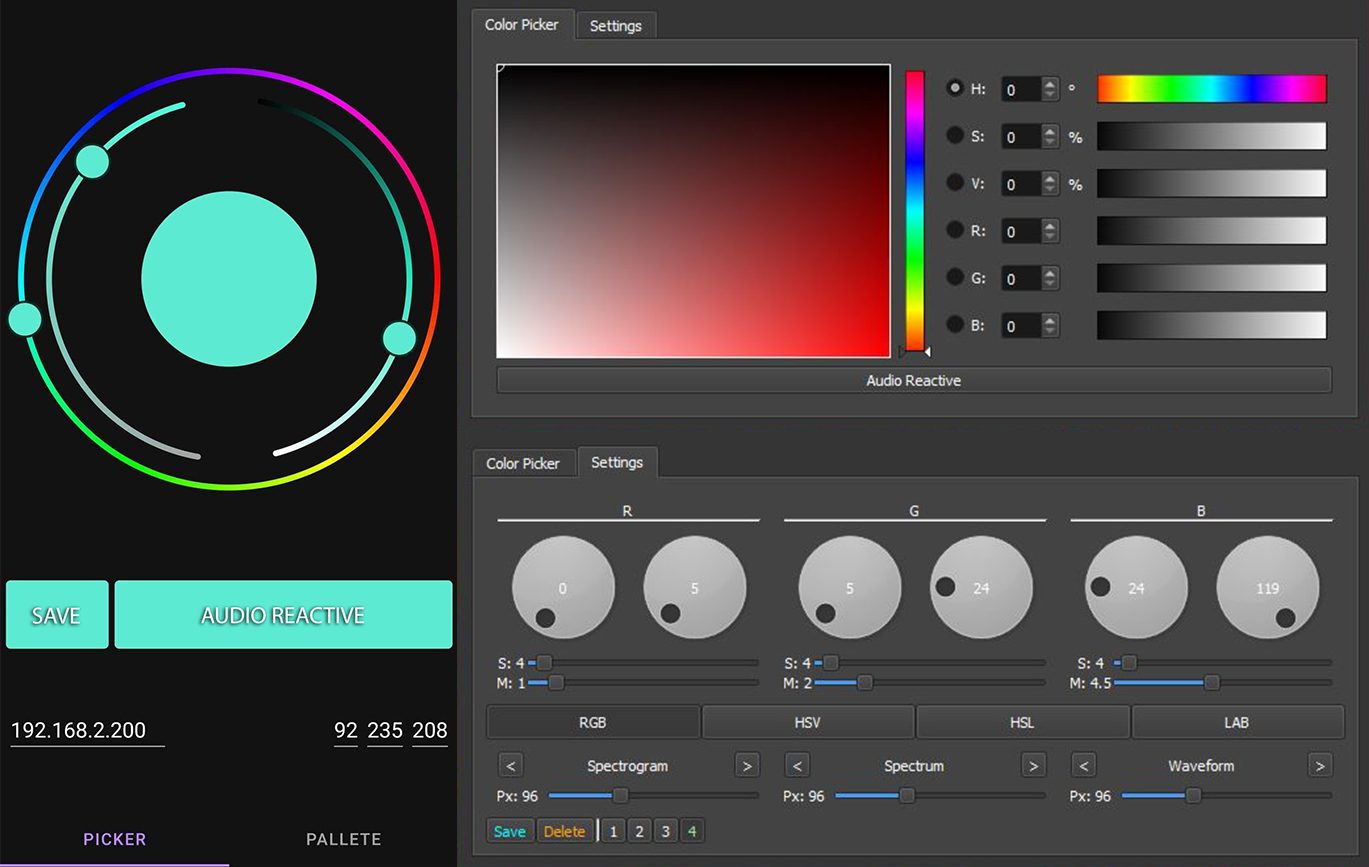 SAVE
AUDIO REACTIVE
192.168.2.200
92 235 208
PICKER
PALLETE
Color Picker
Settings
H: 0 °
S: 0 %
V: 0 %
R: 0
G: 0
B: 0
Audio Reactive
Color Picker
Settings
R
G
B
0
5
5
24
24
119
S: 4
S: 4
S: 4
M: 1
M: 2
M: 4.5
RGB
HSV
HSL
LAB
< Spectrogram >
< Spectrum >
< Waveform >
Px: 96
Px: 96
Px: 96
Save
Delete
1
2
3
4